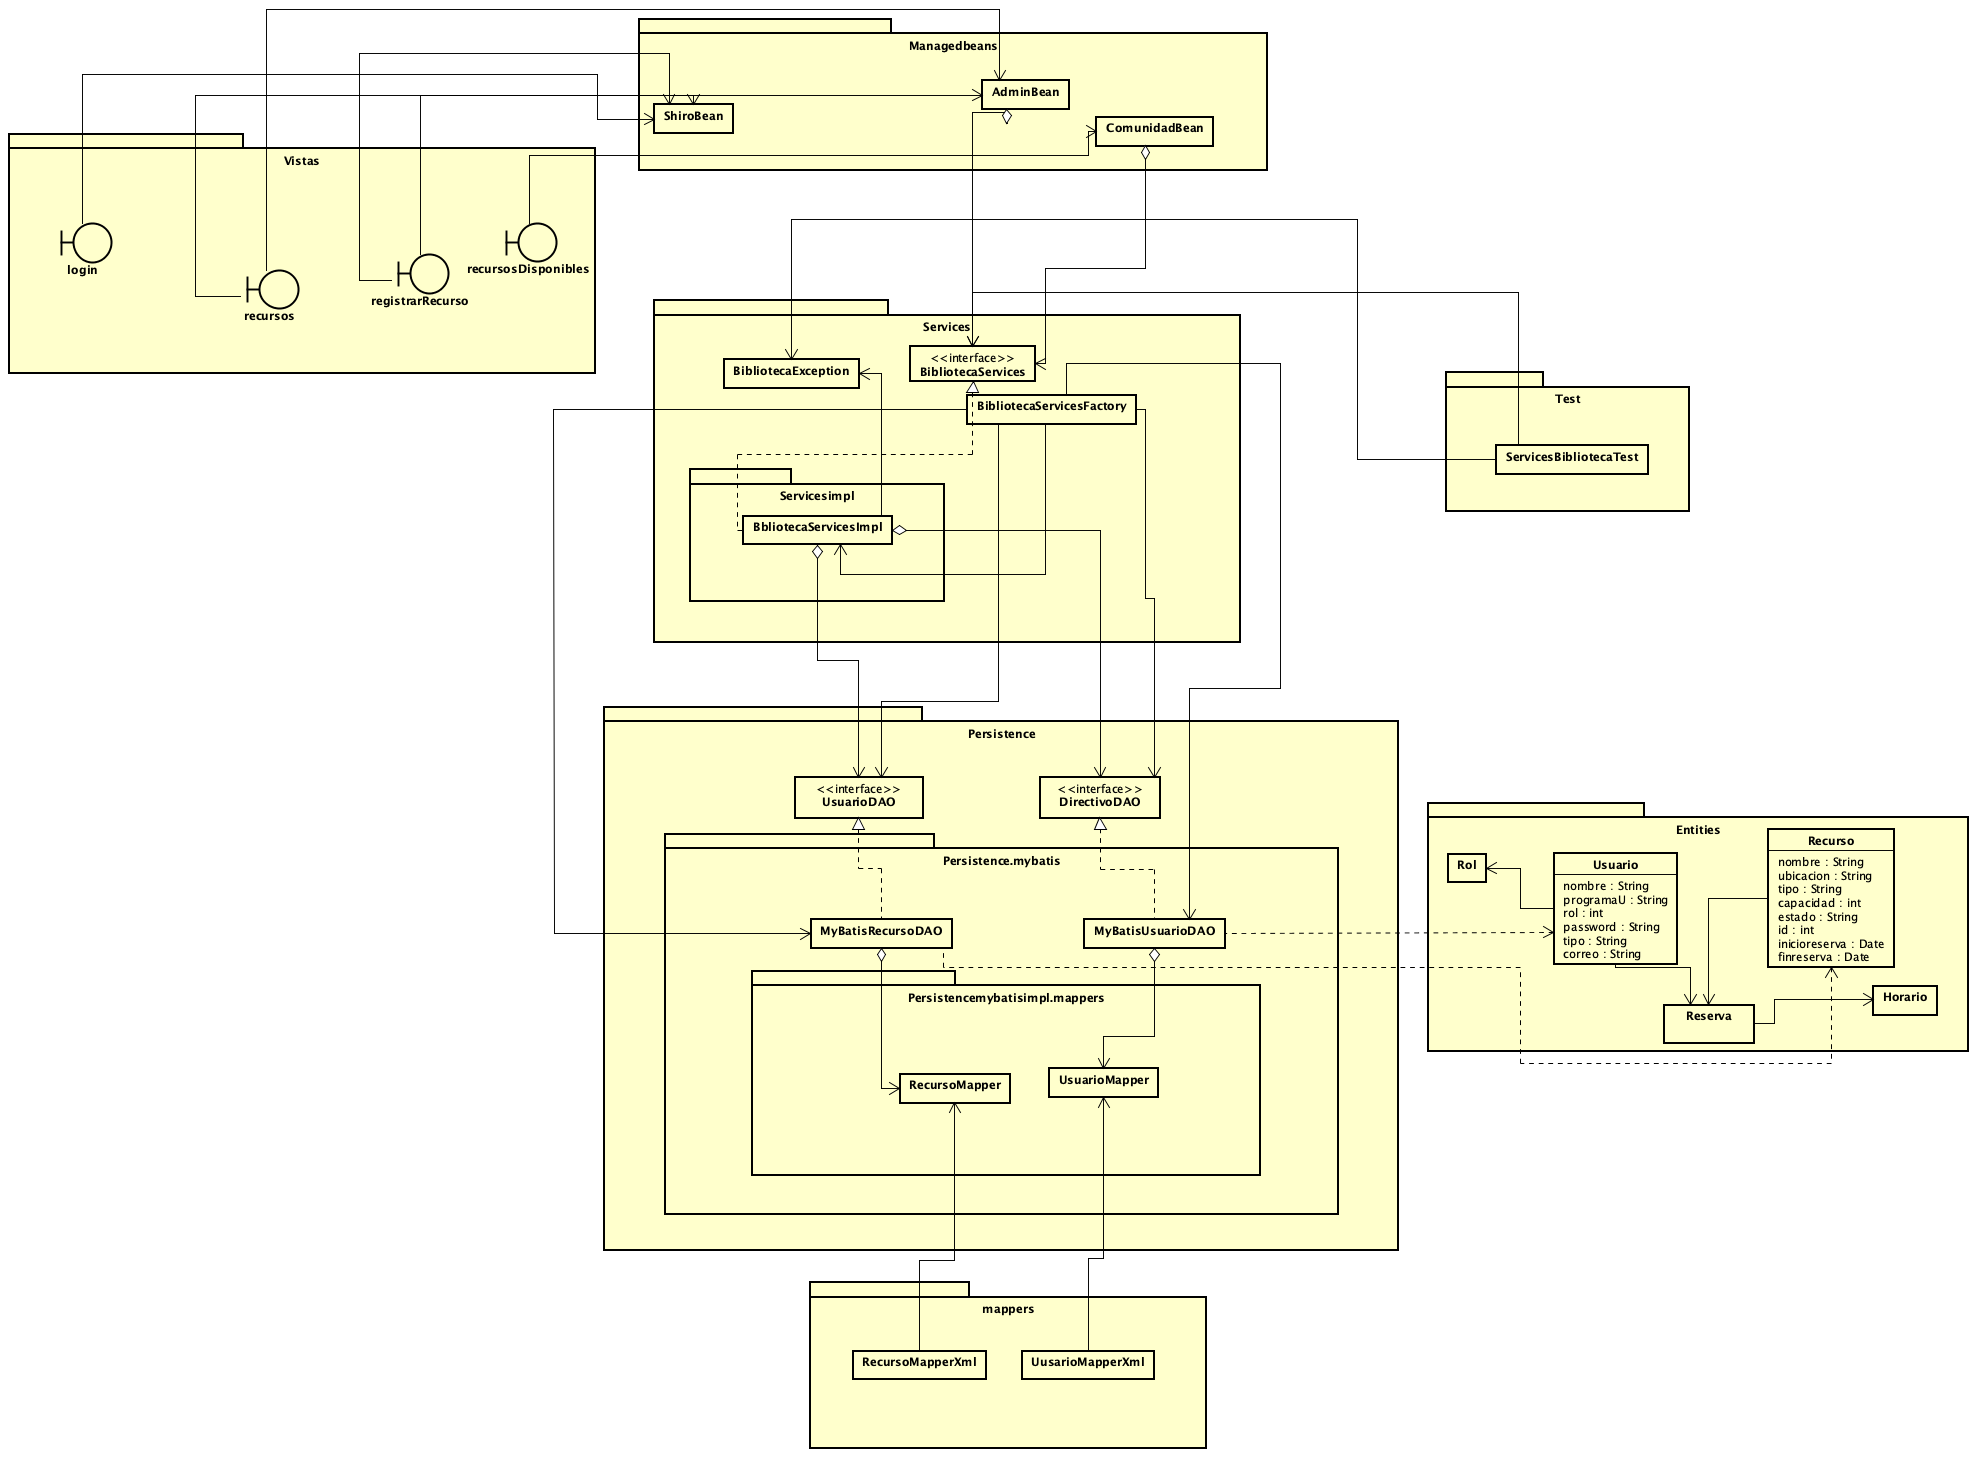 Managedbeans
AdminBean
ShiroBean
ComunidadBean
Vistas
login
recursos
registrarRecurso
recursosDisponibles
Services
BibliotecaException
<<interface>>
BibliotecaServices
BibliotecaServicesFactory
Servicesimpl
BbliotecaServicesImpl
Test
ServicesBibliotecaTest
Persistence
<<interface>>
UsuarioDAO
<<interface>>
DirectivoDAO
Persistence.mybatis
MyBatisRecursoDAO
MyBatisUsuarioDAO
Persistencemybatisimpl.mappers
RecursoMapper
UsuarioMapper
Entities
Rol
Usuario
nombre : String
programaU : String
rol : int
password : String
tipo : String
correo : String
Recurso
nombre : String
ubicacion : String
tipo : String
capacidad : int
estado : String
id : int
inicioreserva : Date
finreserva : Date
Reserva
Horario
mappers
RecursoMapperXml
UusarioMapperXml